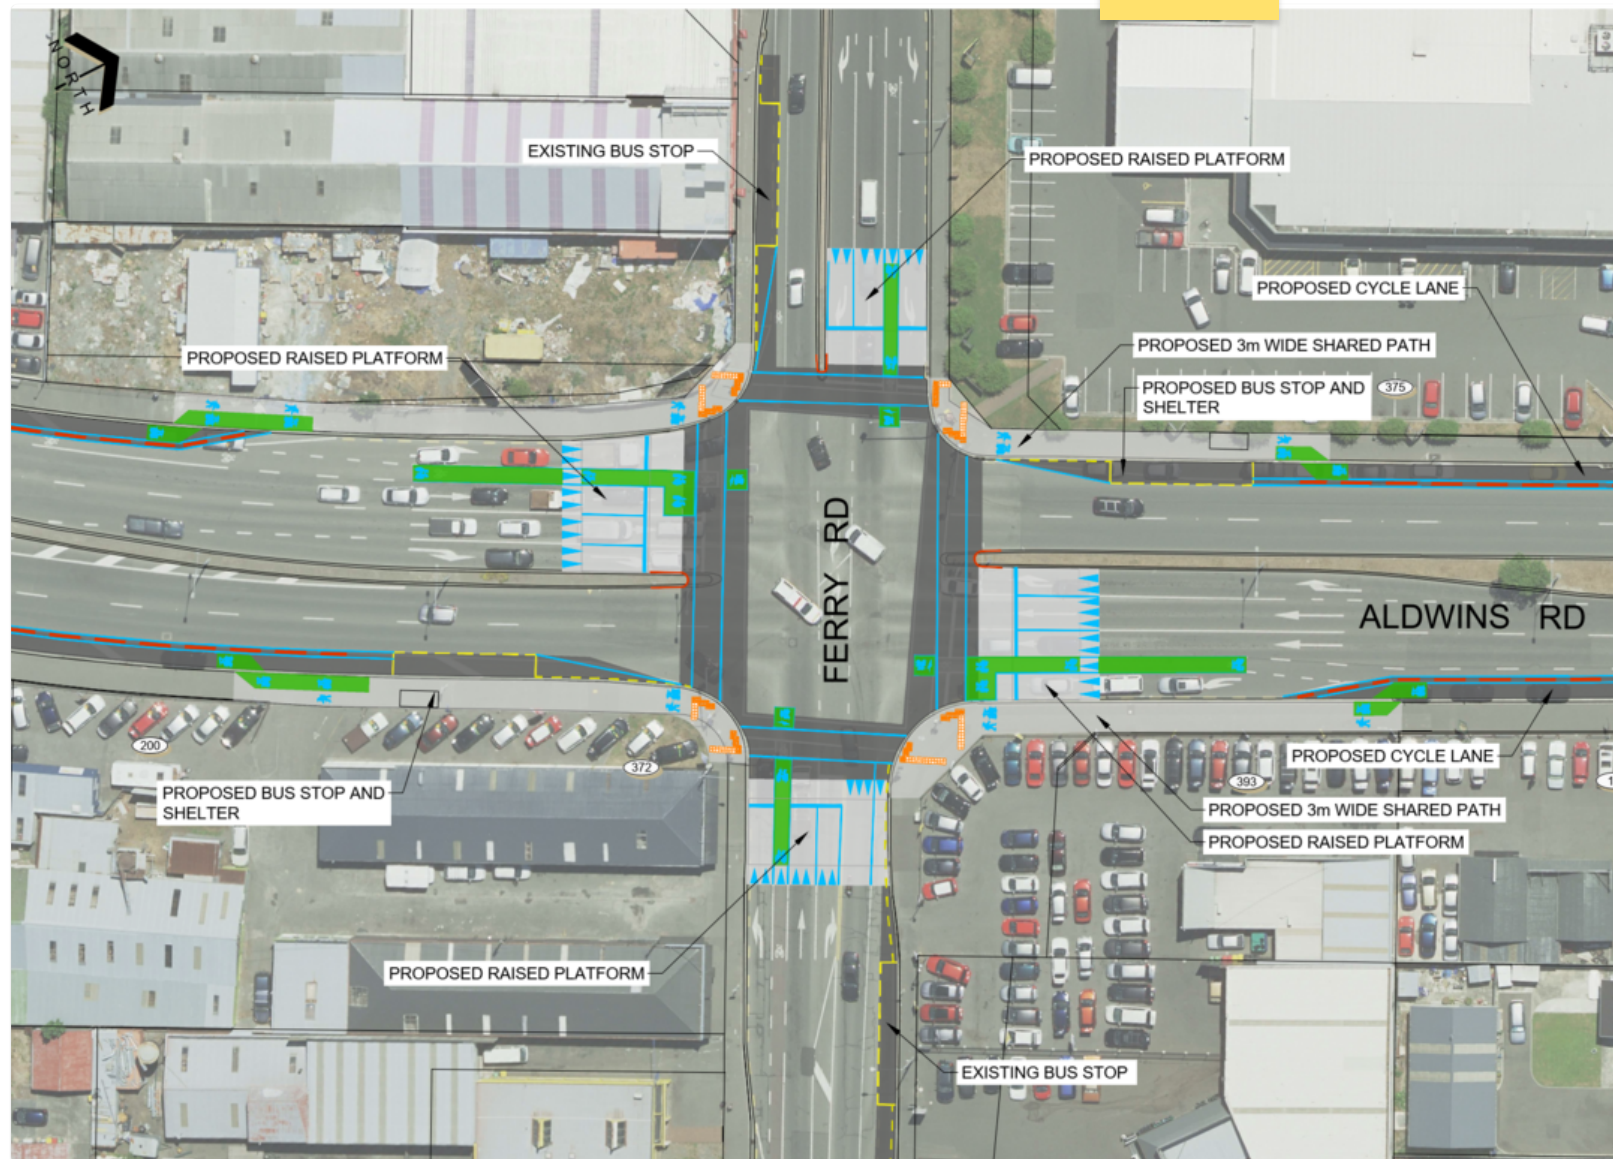 NORTH
EXISTING BUS STOP
PROPOSED RAISED PLATFORM
PROPOSED CYCLE LANE
PROPOSED RAISED PLATFORM
PROPOSED 3m WIDE SHARED PATH
PROPOSED BUS STOP AND
SHELTER
375
FERRY RD
ALDWINS RD
200
372
PROPOSED BUS STOP AND
SHELTER
PROPOSED CYCLE LANE
393
PROPOSED 3m WIDE SHARED PATH
PROPOSED RAISED PLATFORM
PROPOSED RAISED PLATFORM
EXISTING BUS STOP